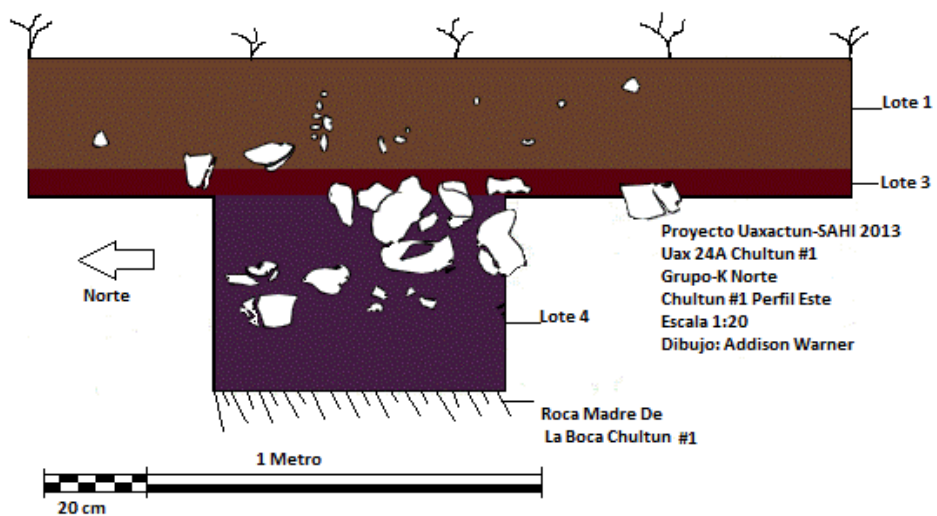 Lote 1
Lote 3
Proyecto Uaxactun-SAHI 2013
Uax 24A Chultun #1
Grupo-K Norte
Chultun #1 Perfil Este
Escala 1:20
Dibujo: Addison Warner
Norte
Lote 4
Roca Madre De
La Boca Chultun #1
1 Metro
20 cm